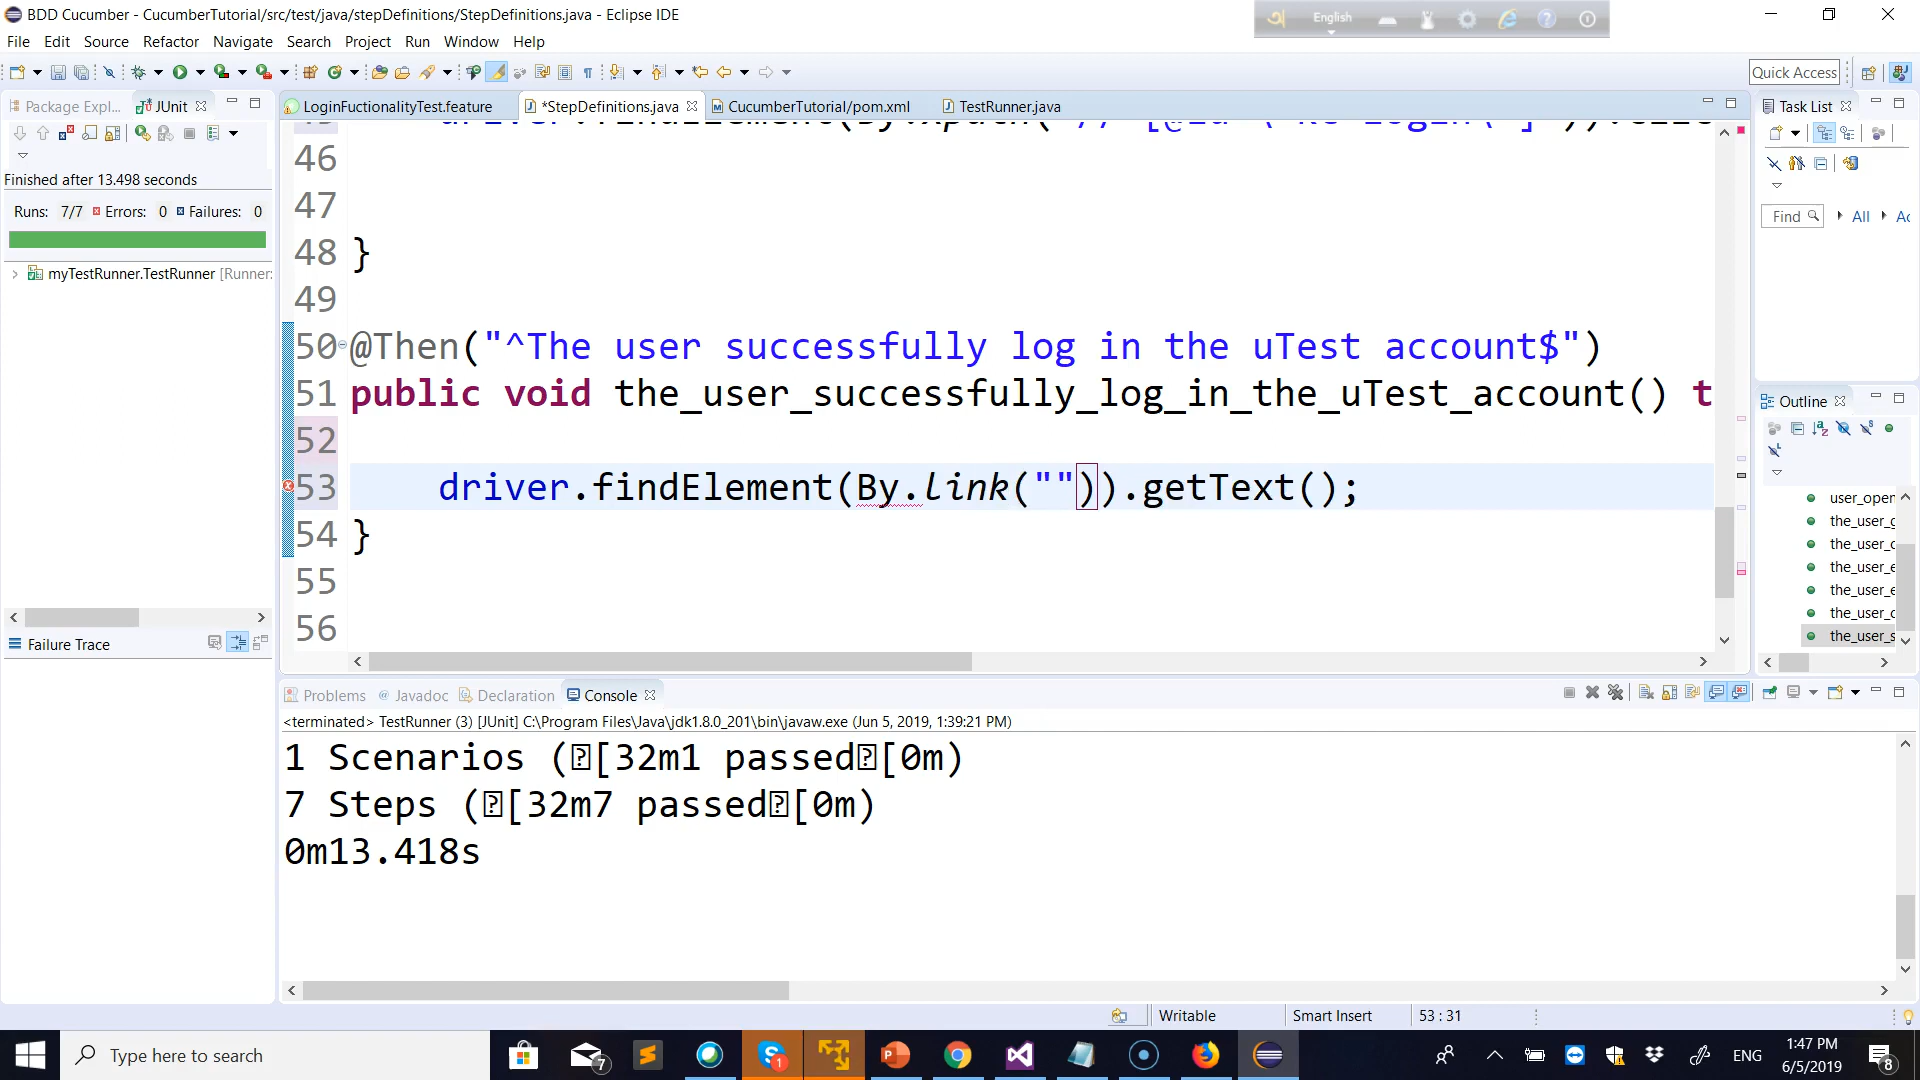 BDD Cucumber - CucumberTutorial/src/test/java/stepDefinitions/StepDefinitions.java - Eclipse IDE
English
File Edit Source Refactor Navigate Search Project Run Window Help
Quick Access
Package Expl... JUnit
LoginFuctionalityTest.feature *StepDefinitions.java CucumberTutorial/pom.xml TestRunner.java
Task List
Finished after 13.498 seconds
Runs: 7/7 Errors: 0 Failures: 0
myTestRunner.TestRunner [Runner:
Failure Trace
46
47
48 }
49
50 @Then("^The user successfully log in the uTest account$")
51 public void the_user_successfully_log_in_the_uTest_account() t
52
53 driver.findElement(By.link("")).getText();
54 }
55
56
Find All Ac
Outline
user_open
the_user_g
the_user_c
the_user_e
the_user_e
the_user_c
the_user_s
Problems @ Javadoc Declaration Console
<terminated> TestRunner (3) [JUnit] C:\Program Files\Java\jdk1.8.0_201\bin\javaw.exe (Jun 5, 2019, 1:39:21 PM)
1 Scenarios ([32m1 passed[0m)
7 Steps ([32m7 passed[0m)
0m13.418s
Writable Smart Insert 53 : 31
Type here to search
7
1
ENG
1:47 PM
6/5/2019
8